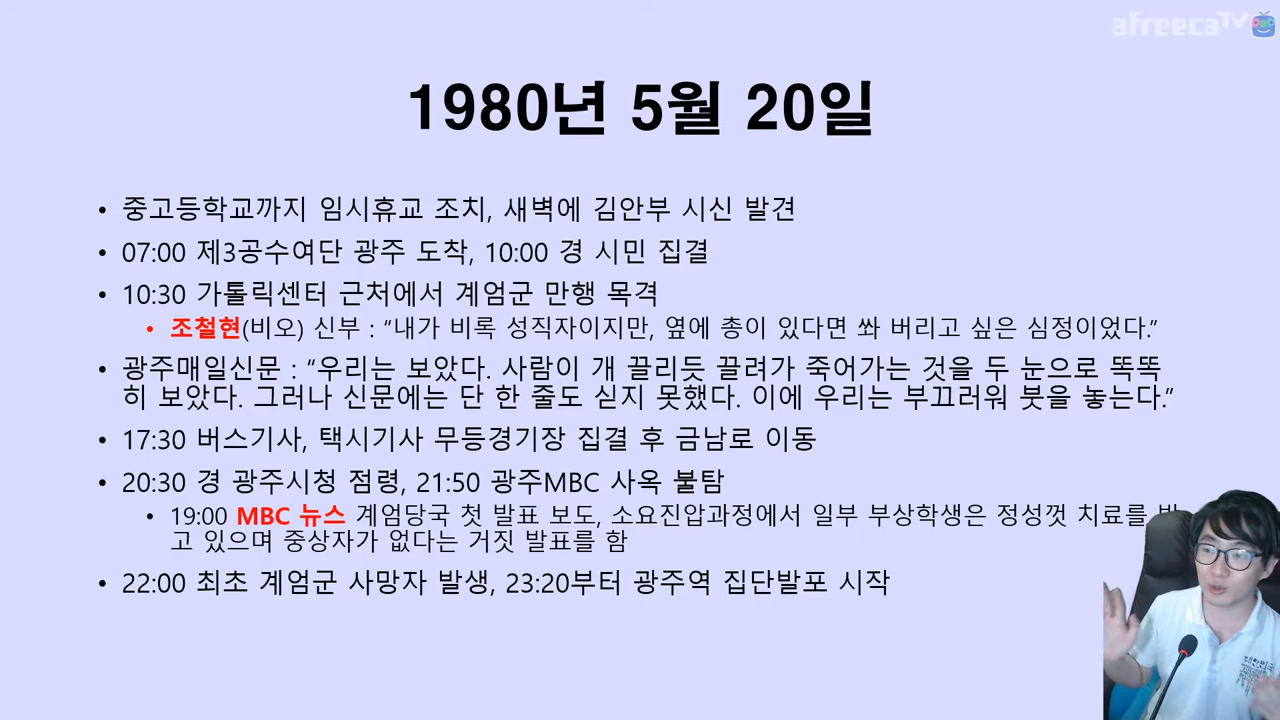 afreecaTV
1980년 5월 20일
• 중고등학교까지 임시휴교 조치, 새벽에 김안부 시신 발견
• 07:00 제3공수여단 광주 도착, 10:00 경 시민 집결
• 10:30 가톨릭센터 근처에서 계엄군 만행 목격
• 조철현(비오) 신부 : “내가 비록 성직자이지만, 옆에 총이 있다면 쏴 버리고 싶은 심정이었다.”
• 광주매일신문 : “우리는 보았다. 사람이 개 끌리듯 끌려가 죽어가는 것을 두 눈으로 똑똑
히 보았다. 그러나 신문에는 단 한 줄도 싣지 못했다. 이에 우리는 부끄러워 붓을 놓는다.”
• 17:30 버스기사, 택시기사 무등경기장 집결 후 금남로 이동
• 20:30 경 광주시청 점령, 21:50 광주MBC 사옥 불탐
• 19:00 MBC 뉴스 계엄당국 첫 발표 보도, 소요진압과정에서 일부 부상학생은 정성껏 치료를
고 있으며 중상자가 없다는 거짓 발표를 함
• 22:00 최초 계엄군 사망자 발생, 23:20부터 광주역 집단발포 시작